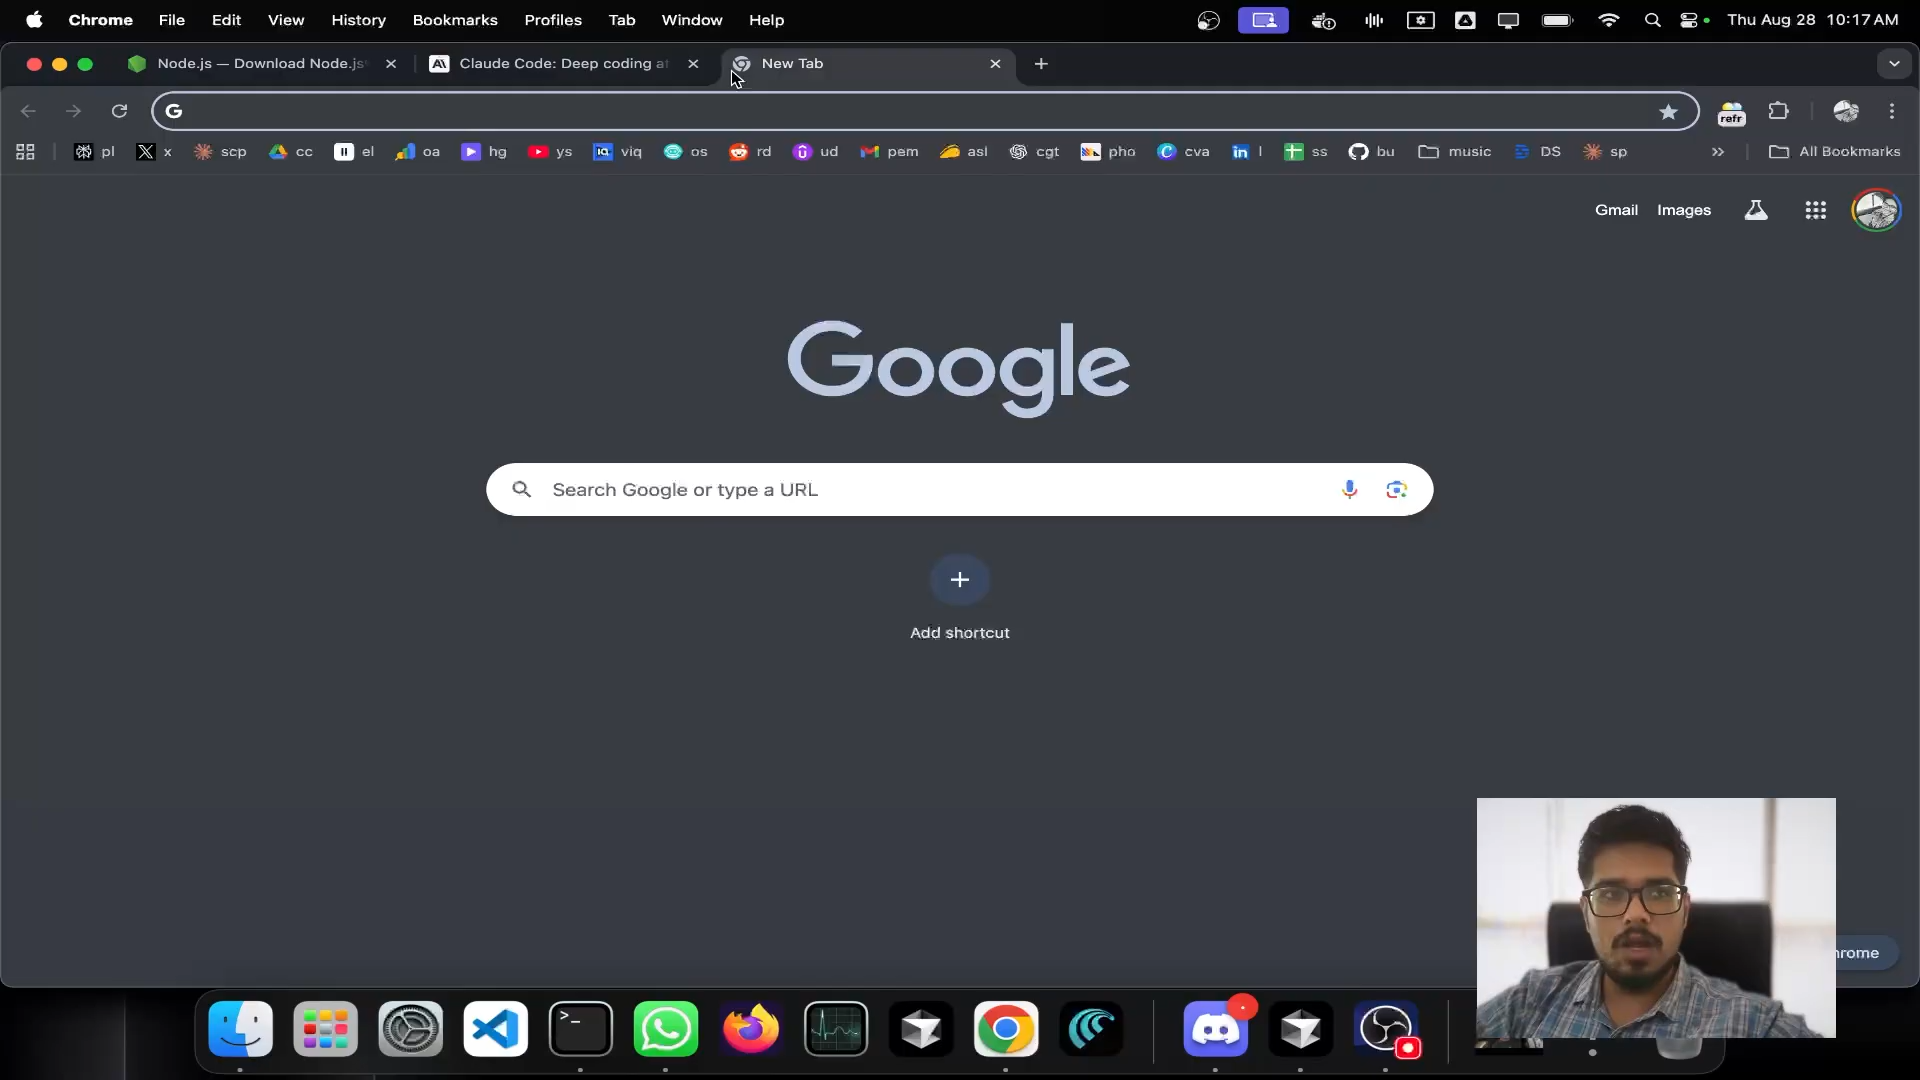 Chrome File Edit View History Bookmarks Profiles Tab Window Help Thu Aug 28 10:17 AM
Node.js — Download Node.js Claude Code: Deep coding at New Tab
G refr
pl x scp cc el oa hg ys viq os rd ud pem asl cgt pho cva l ss bu music DS sp » All Bookmarks
Gmail Images
Google
Search Google or type a URL
Add shortcut
hrome